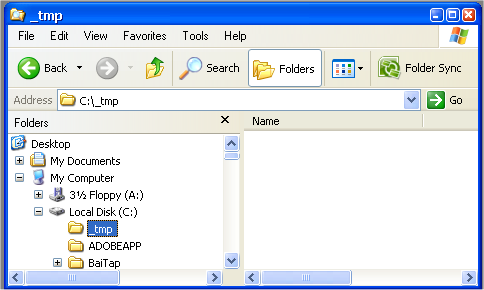 _tmp
File Edit View Favorites Tools Help
Back Search Folders Folder Sync
Address C:\_tmp Go
Folders Name
Desktop
My Documents
My Computer
3½ Floppy (A:)
Local Disk (C:)
_tmp
ADOBEAPP
BaiTap